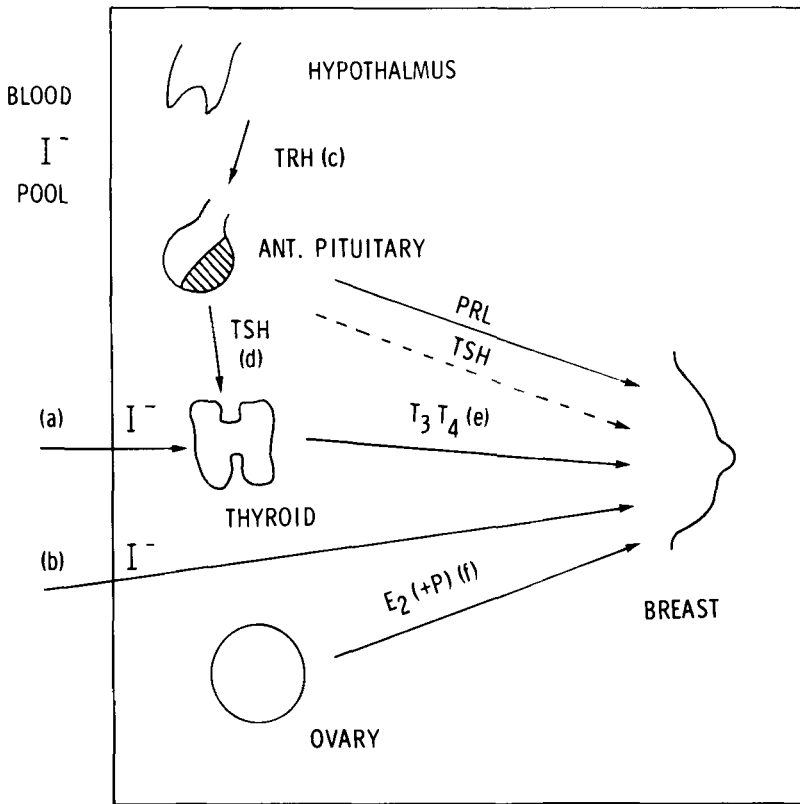 HYPOTHALMUS
BLOOD
I⁻
POOL
TRH (c)
ANT. PITUITARY
PRL
TSH
(d)
TSH
(a)
I⁻
T₃ T₄ (e)
THYROID
(b)
I⁻
E₂ (+P) (f)
BREAST
OVARY